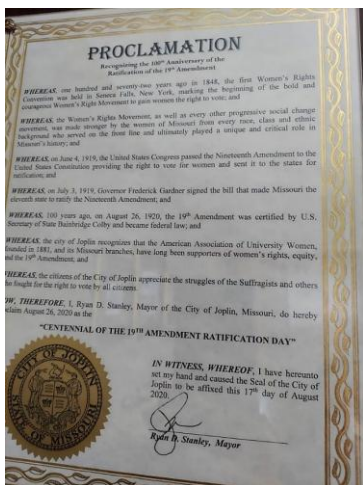 PROCLAMATION
Recognizing the 100th Anniversary of the
Ratification of the 19th Amendment
WHEREAS, one hundred and seventy-two years ago in 1848, the first Women's Rights
Convention was held in Seneca Falls, New York, marking the beginning of the bold and
courageous Women's Right Movement to gain women the right to vote; and
WHEREAS, the Women's Rights Movement, as well as every other progressive social change
movement, was made stronger by the women of Missouri from every race, class and ethnic
background who served on the front line and ultimately played a unique and critical role in
Missouri's history; and
WHEREAS, on June 4, 1919, the United States Congress passed the Nineteenth Amendment to the
United States Constitution providing the right to vote for women and sent it to the states for
ratification; and
WHEREAS, on July 3, 1919, Governor Frederick Gardner signed the bill that made Missouri the
eleventh state to ratify the Nineteenth Amendment; and
WHEREAS, 100 years ago, on August 26, 1920, the 19th Amendment was certified by U.S.
Secretary of State Bainbridge Colby and became federal law; and
WHEREAS, the city of Joplin recognizes that the American Association of University Women,
founded in 1881, and its Missouri branches, have long been supporters of women's rights, equity,
and the 19th Amendment; and
WHEREAS, the citizens of the City of Joplin appreciate the struggles of the Suffragists and others
who fought for the right to vote by all citizens.
NOW, THEREFORE, I, Ryan D. Stanley, Mayor of the City of Joplin, Missouri, do hereby
proclaim August 26, 2020 as the
"CENTENNIAL OF THE 19TH AMENDMENT RATIFICATION DAY"
IN WITNESS, WHEREOF, I have hereunto
set my hand and caused the Seal of the City of
Joplin to be affixed this 17th day of August
2020.
Ryan D. Stanley, Mayor
CITY OF JOPLIN
STATE OF MISSOURI